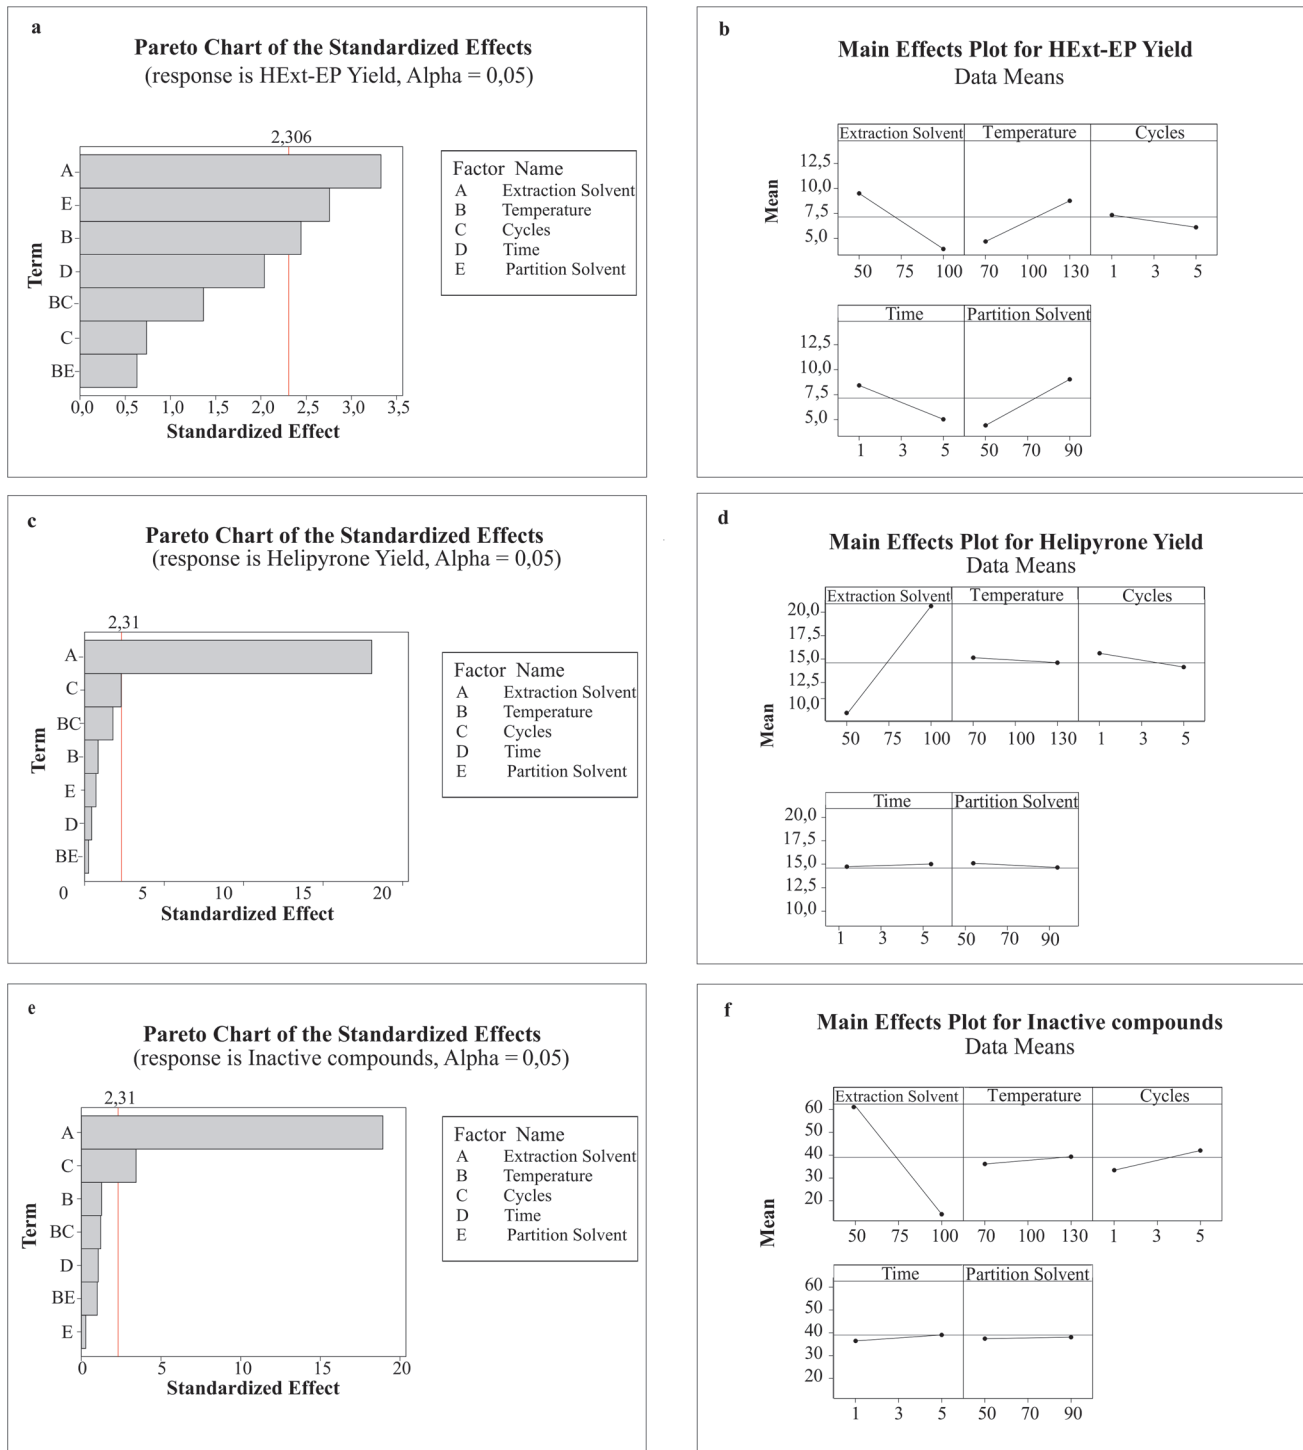 a
Pareto Chart of the Standardized Effects
(response is HExt-EP Yield, Alpha = 0,05)
2,306
Term
A
E
B
D
BC
C
BE
0,0 0,5 1,0 1,5 2,0 2,5 3,0 3,5
Standardized Effect
Factor Name
A Extraction Solvent
B Temperature
C Cycles
D Time
E Partition Solvent
b
Main Effects Plot for HExt-EP Yield
Data Means
Extraction Solvent Temperature Cycles
Mean
12,5
10,0
7,5
5,0
50 75 100 70 100 130 1 3 5
Time Partition Solvent
12,5
10,0
7,5
5,0
1 3 5 50 70 90
c
Pareto Chart of the Standardized Effects
(response is Helipyrone Yield, Alpha = 0,05)
2,31
Term
A
C
BC
B
E
D
BE
0 5 10 15 20
Standardized Effect
Factor Name
A Extraction Solvent
B Temperature
C Cycles
D Time
E Partition Solvent
d
Main Effects Plot for Helipyrone Yield
Data Means
Extraction Solvent Temperature Cycles
Mean
20,0
17,5
15,0
12,5
10,0
50 75 100 70 100 130 1 3 5
Time Partition Solvent
20,0
17,5
15,0
12,5
10,0
1 3 5 50 70 90
e
Pareto Chart of the Standardized Effects
(response is Inactive compounds, Alpha = 0,05)
2,31
Term
A
C
B
BC
D
BE
E
0 5 10 15 20
Standardized Effect
Factor Name
A Extraction Solvent
B Temperature
C Cycles
D Time
E Partition Solvent
f
Main Effects Plot for Inactive compounds
Data Means
Extraction Solvent Temperature Cycles
Mean
60
50
40
30
20
50 75 100 70 100 130 1 3 5
Time Partition Solvent
60
50
40
30
20
1 3 5 50 70 90